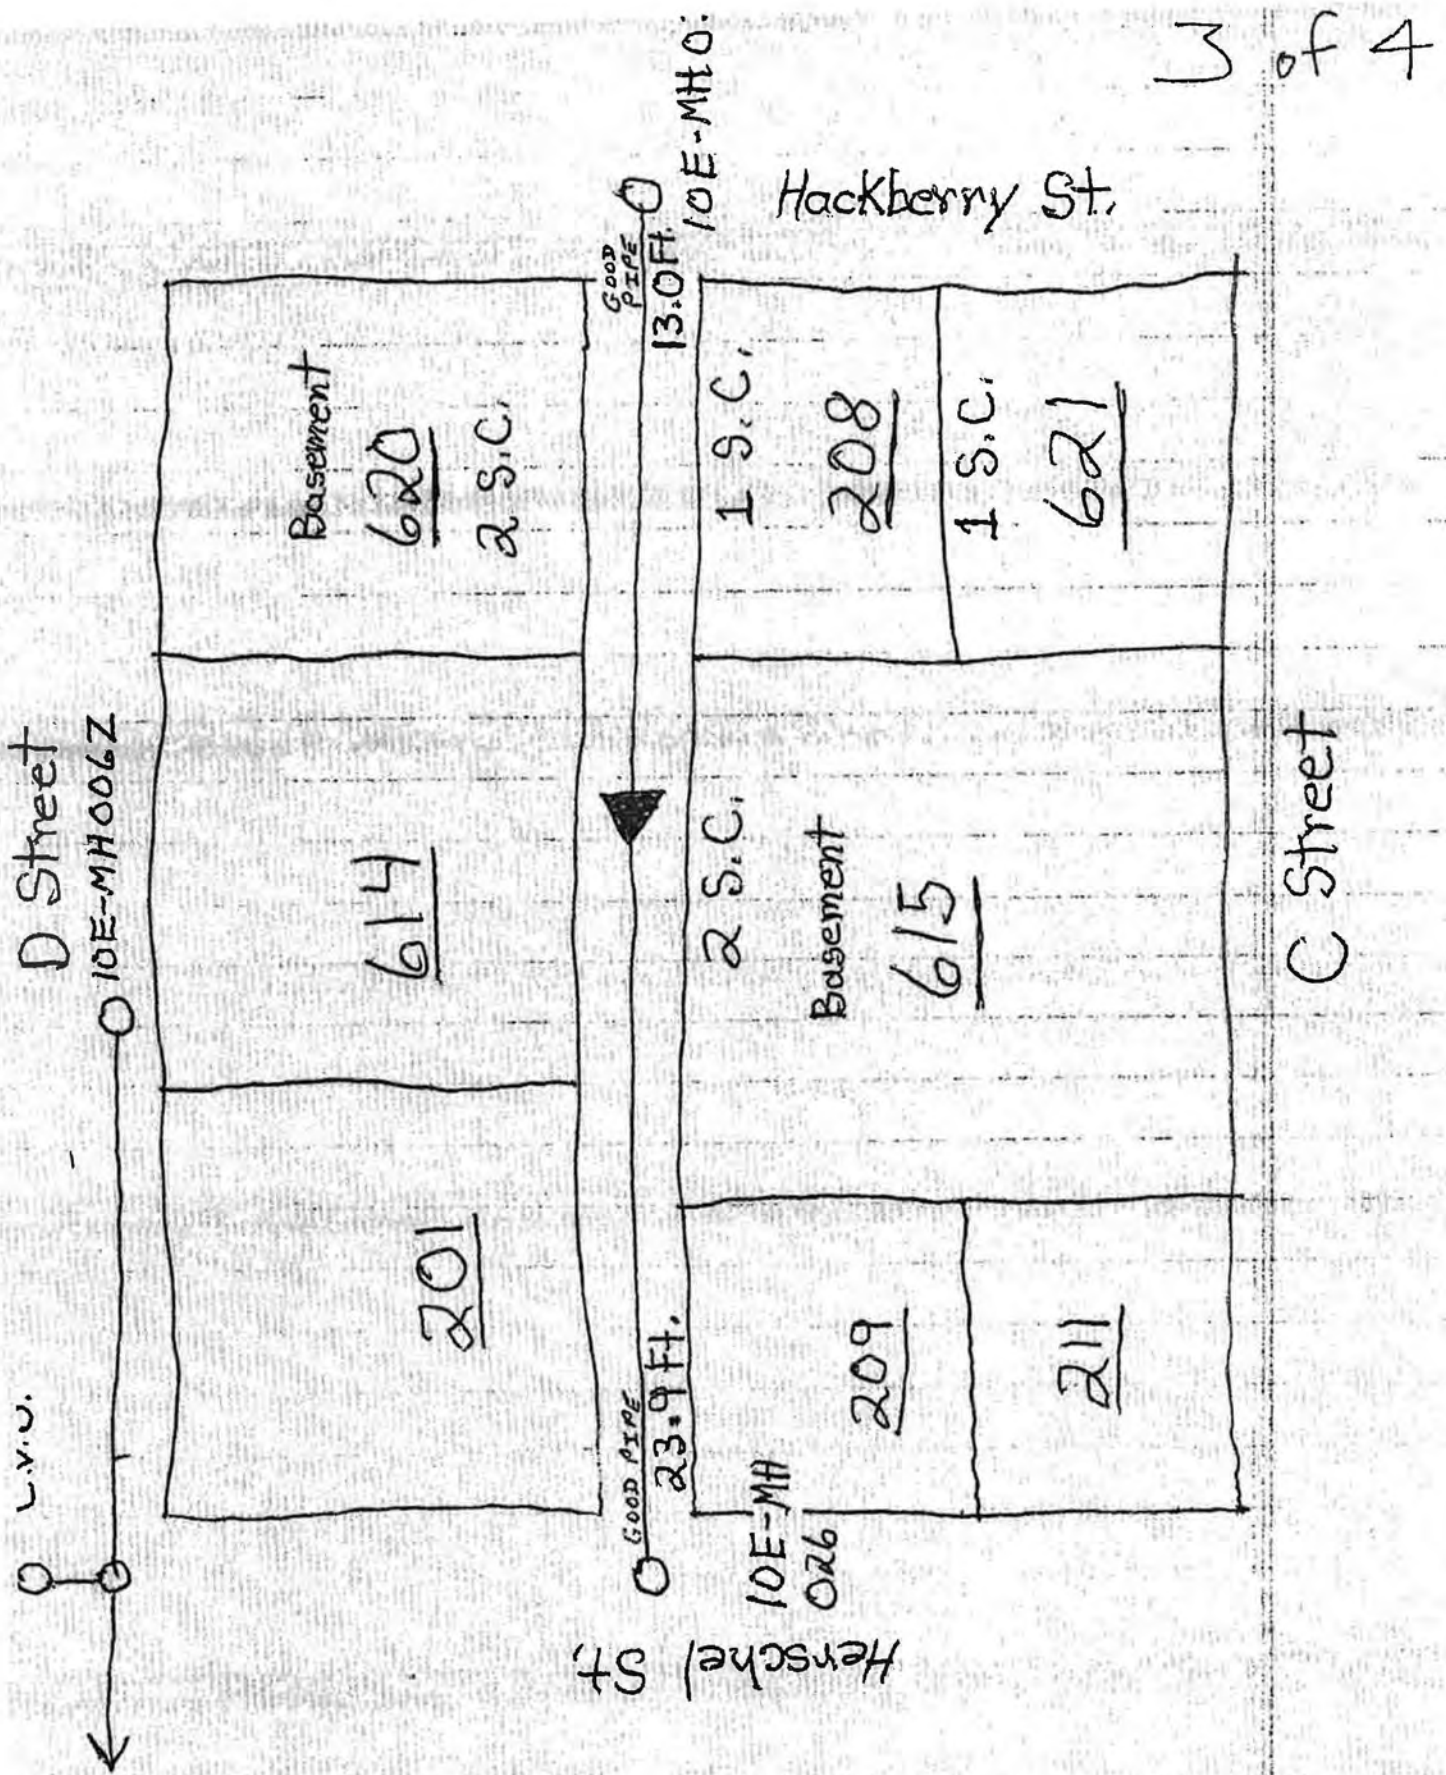 3 of 4
D Street
10E-MH006Z
L.V.O.
Basement
620
2 S.C.
614
201
GOOD
PIPE
13.0 Ft.
10E-MHO.
Hackberry St.
GOOD PIPE
23.9 Ft.
10E-MH
026
Herschel St.
1 S.C.
208
1 S.C.
621
2 S.C.
Basement
615
209
211
C Street